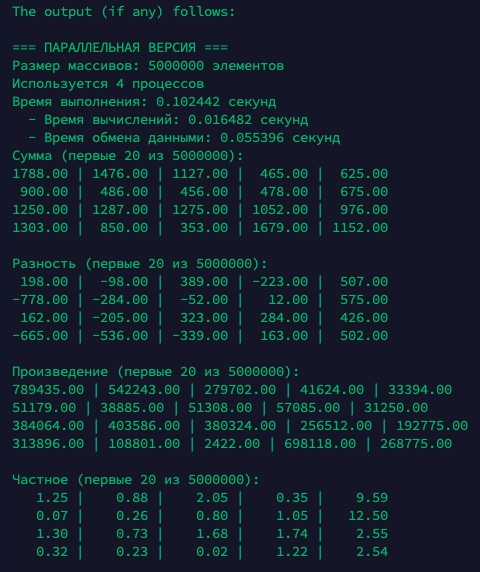 The output (if any) follows:

=== ПАРАЛЛЕЛЬНАЯ ВЕРСИЯ ===
Размер массивов: 5000000 элементов
Используется 4 процессов
Время выполнения: 0.102442 секунд
  - Время вычислений: 0.016482 секунд
  - Время обмена данными: 0.055396 секунд
Сумма (первые 20 из 5000000):
1788.00 | 1476.00 | 1127.00 |  465.00 |  625.00
 900.00 |  486.00 |  456.00 |  478.00 |  675.00
1250.00 | 1287.00 | 1275.00 | 1052.00 |  976.00
1303.00 |  850.00 |  353.00 | 1679.00 | 1152.00

Разность (первые 20 из 5000000):
 198.00 |  -98.00 |  389.00 | -223.00 |  507.00
-778.00 | -284.00 |  -52.00 |   12.00 |  575.00
 162.00 | -205.00 |  323.00 |  284.00 |  426.00
-665.00 | -536.00 | -339.00 |  163.00 |  502.00

Произведение (первые 20 из 5000000):
789435.00 | 542243.00 | 279702.00 | 41624.00 | 33394.00
51179.00 | 38885.00 | 51308.00 | 57085.00 | 31250.00
384064.00 | 403586.00 | 380324.00 | 256512.00 | 192775.00
313896.00 | 108801.00 | 2422.00 | 698118.00 | 268775.00

Частное (первые 20 из 5000000):
   1.25 |    0.88 |    2.05 |    0.35 |    9.59
   0.07 |    0.26 |    0.80 |    1.05 |   12.50
   1.30 |    0.73 |    1.68 |    1.74 |    2.55
   0.32 |    0.23 |    0.02 |    1.22 |    2.54